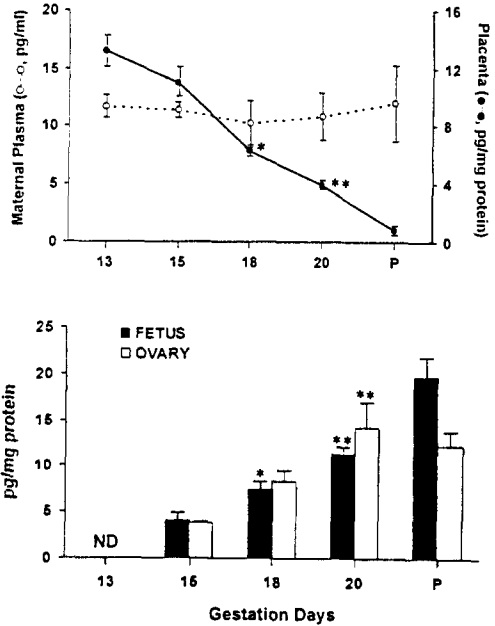 Maternal Plasma (○··○, pg/ml)
20
15
10
5
0
**
**
Placenta (●-●, pg/mg protein)
16
12
8
4
0
13 15 18 20 P
pg/mg protein
25
20
15
10
5
0
FETUS
OVARY
ND
*
**
**
13 16 18 20 P
Gestation Days